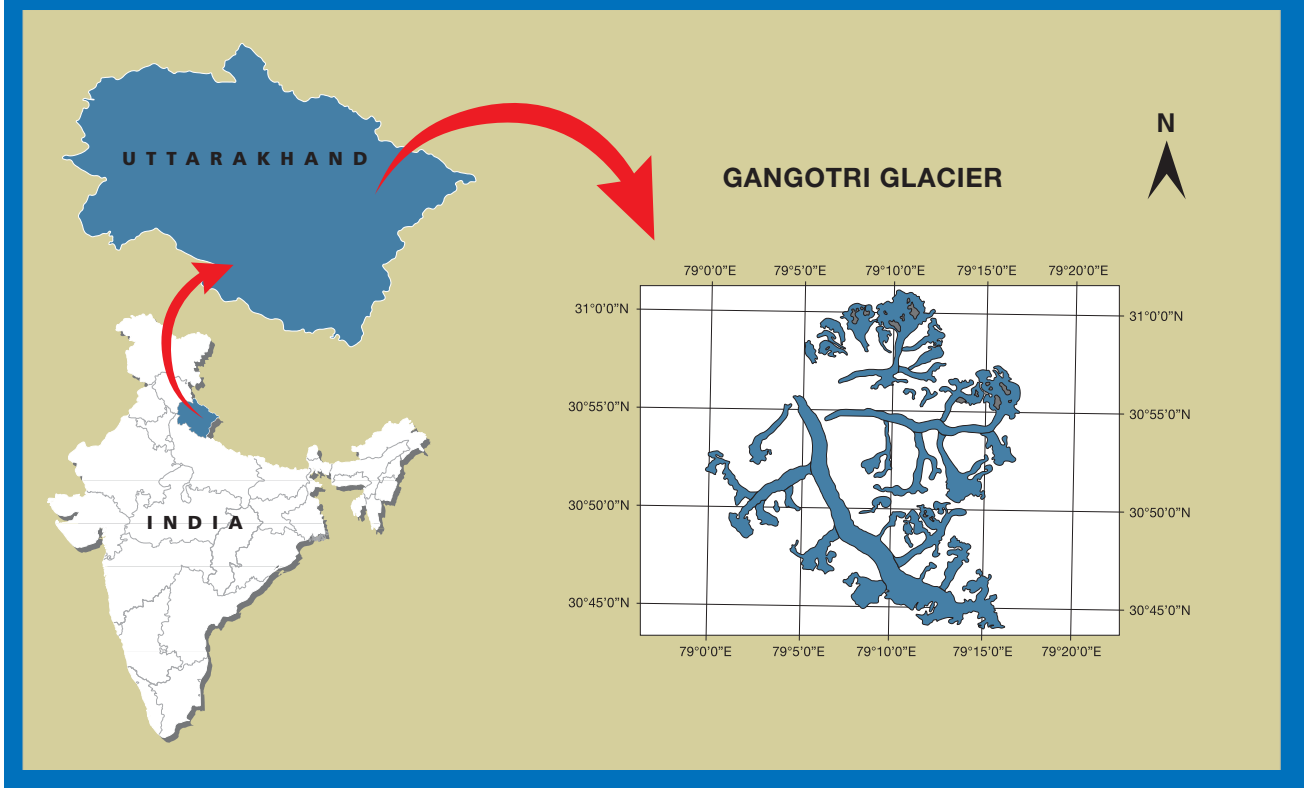 UTTARAKHAND
INDIA
GANGOTRI GLACIER
N
79°0'0"E 79°5'0"E 79°10'0"E 79°15'0"E 79°20'0"E
31°0'0"N 31°0'0"N
30°55'0"N 30°55'0"N
30°50'0"N 30°50'0"N
30°45'0"N 30°45'0"N
79°0'0"E 79°5'0"E 79°10'0"E 79°15'0"E 79°20'0"E